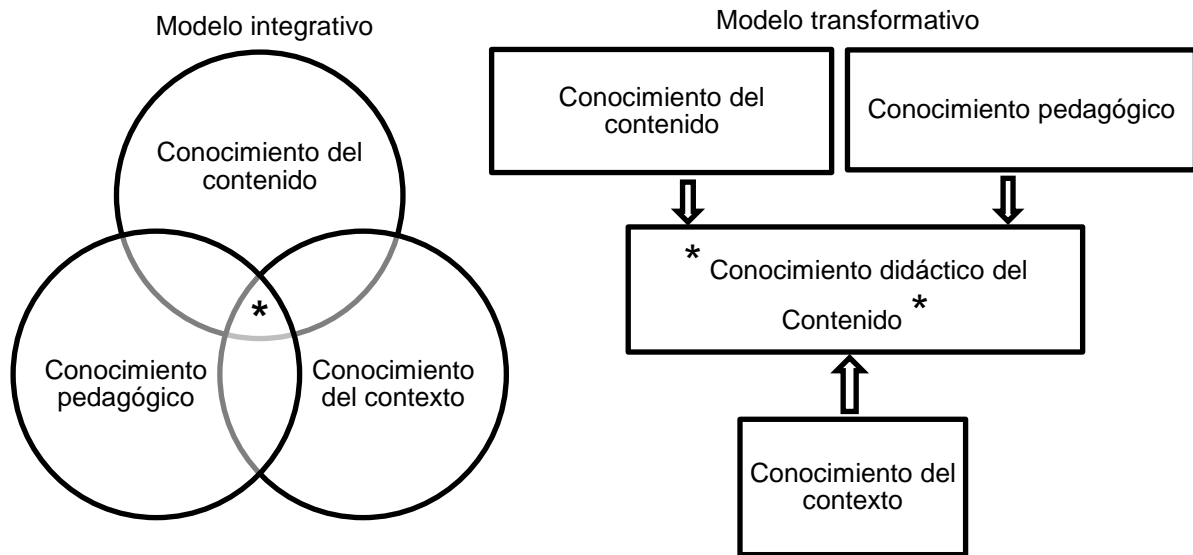 Modelo integrativo
Conocimiento del
contenido
*
Conocimiento
pedagógico
Conocimiento
del contexto
Modelo transformativo
Conocimiento del
contenido
Conocimiento pedagógico
* Conocimiento didáctico del
Contenido *
Conocimiento del
contexto